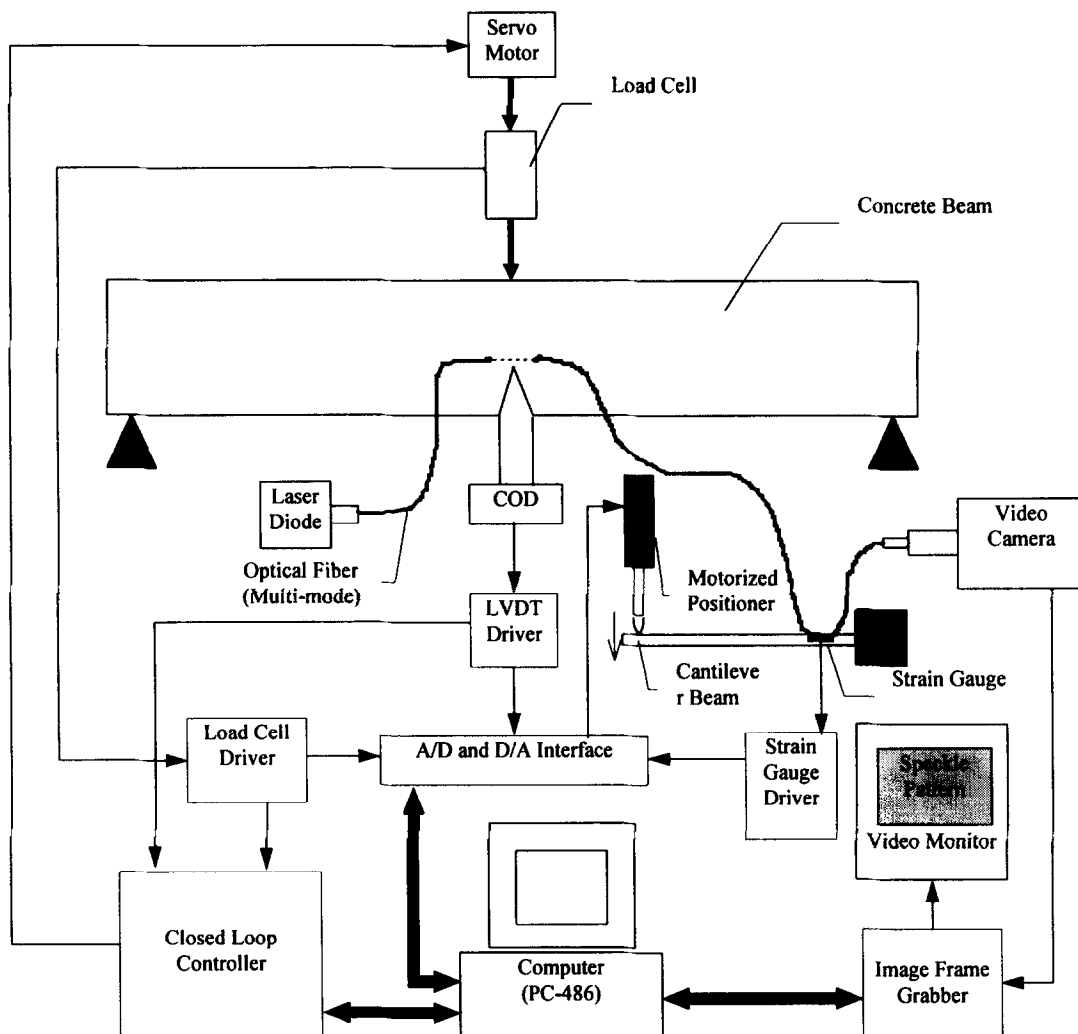 Servo
Motor
Load Cell
Concrete Beam
Laser
Diode
COD
Video
Camera
Optical Fiber
(Multi-mode)
Motorized
Positioner
LVDT
Driver
Cantileve
r Beam
Strain Gauge
Load Cell
Driver
A/D and D/A Interface
Strain
Gauge
Driver
Speckle
Pattern
Video Monitor
Closed Loop
Controller
Computer
(PC-486)
Image Frame
Grabber